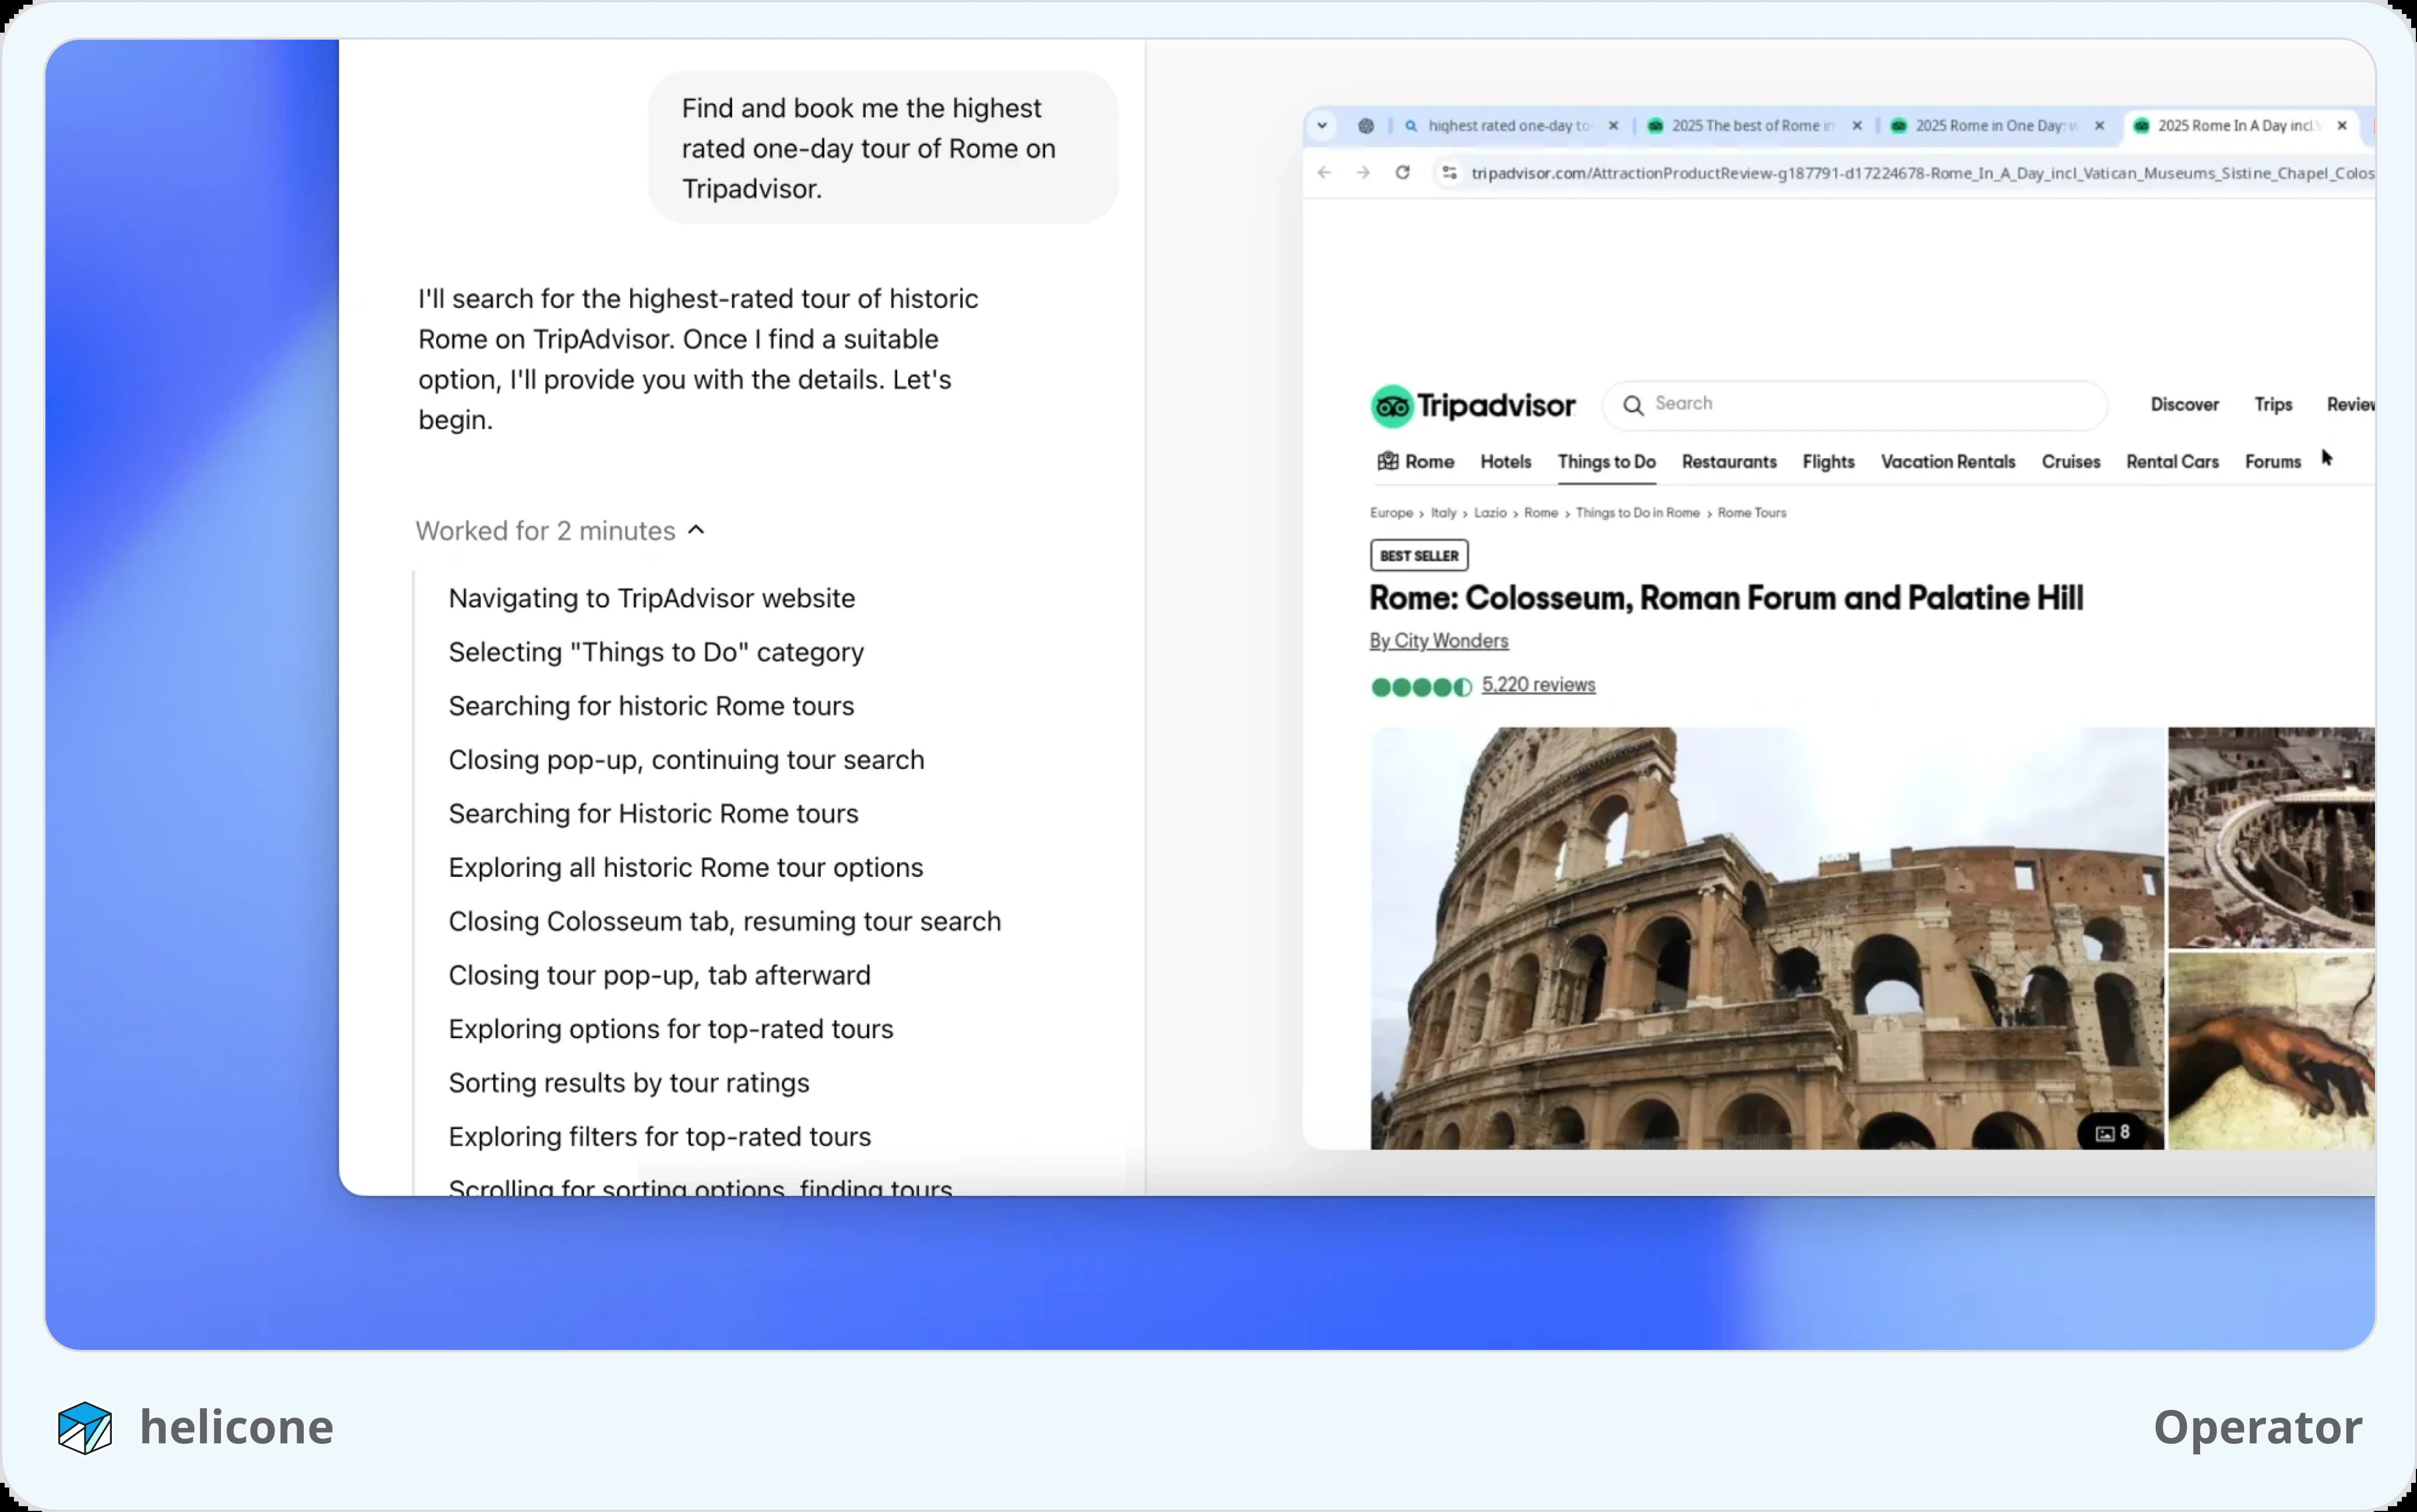 Find and book me the highest
rated one-day tour of Rome on
Tripadvisor.
I'll search for the highest-rated tour of historic
Rome on TripAdvisor. Once I find a suitable
option, I'll provide you with the details. Let's
begin.
Worked for 2 minutes
Navigating to TripAdvisor website
Selecting "Things to Do" category
Searching for historic Rome tours
Closing pop-up, continuing tour search
Searching for Historic Rome tours
Exploring all historic Rome tour options
Closing Colosseum tab, resuming tour search
Closing tour pop-up, tab afterward
Exploring options for top-rated tours
Sorting results by tour ratings
Exploring filters for top-rated tours
Scrolling for sorting options, finding tours
highest rated one-day to
2025 The best of Rome in
2025 Rome in One Day: w
2025 Rome In A Day incl.V
tripadvisor.com/AttractionProductReview-g187791-d17224678-Rome_In_A_Day_incl_Vatican_Museums_Sistine_Chapel_Colos
Tripadvisor
Search
Discover Trips Review
Rome Hotels Things to Do Restaurants Flights Vacation Rentals Cruises Rental Cars Forums
Europe › Italy › Lazio › Rome › Things to Do in Rome › Rome Tours
BEST SELLER
Rome: Colosseum, Roman Forum and Palatine Hill
By City Wonders
5,220 reviews
8
helicone
Operator